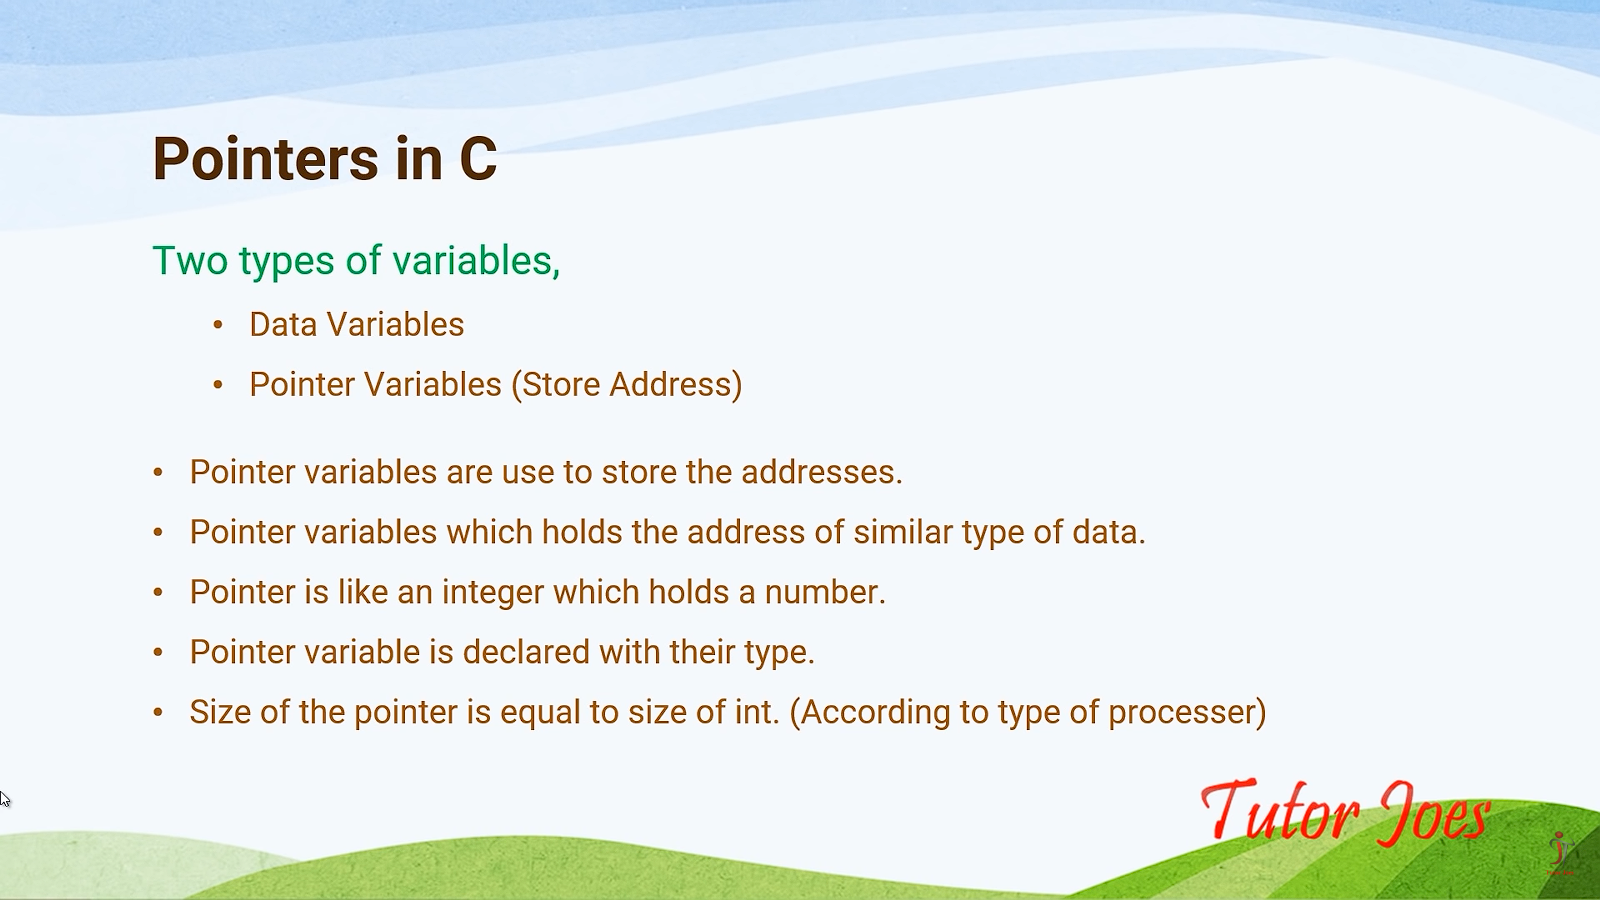 Pointers in C
Two types of variables,
• Data Variables
• Pointer Variables (Store Address)
• Pointer variables are use to store the addresses.
• Pointer variables which holds the address of similar type of data.
• Pointer is like an integer which holds a number.
• Pointer variable is declared with their type.
• Size of the pointer is equal to size of int. (According to type of processer)
Tutor Joes